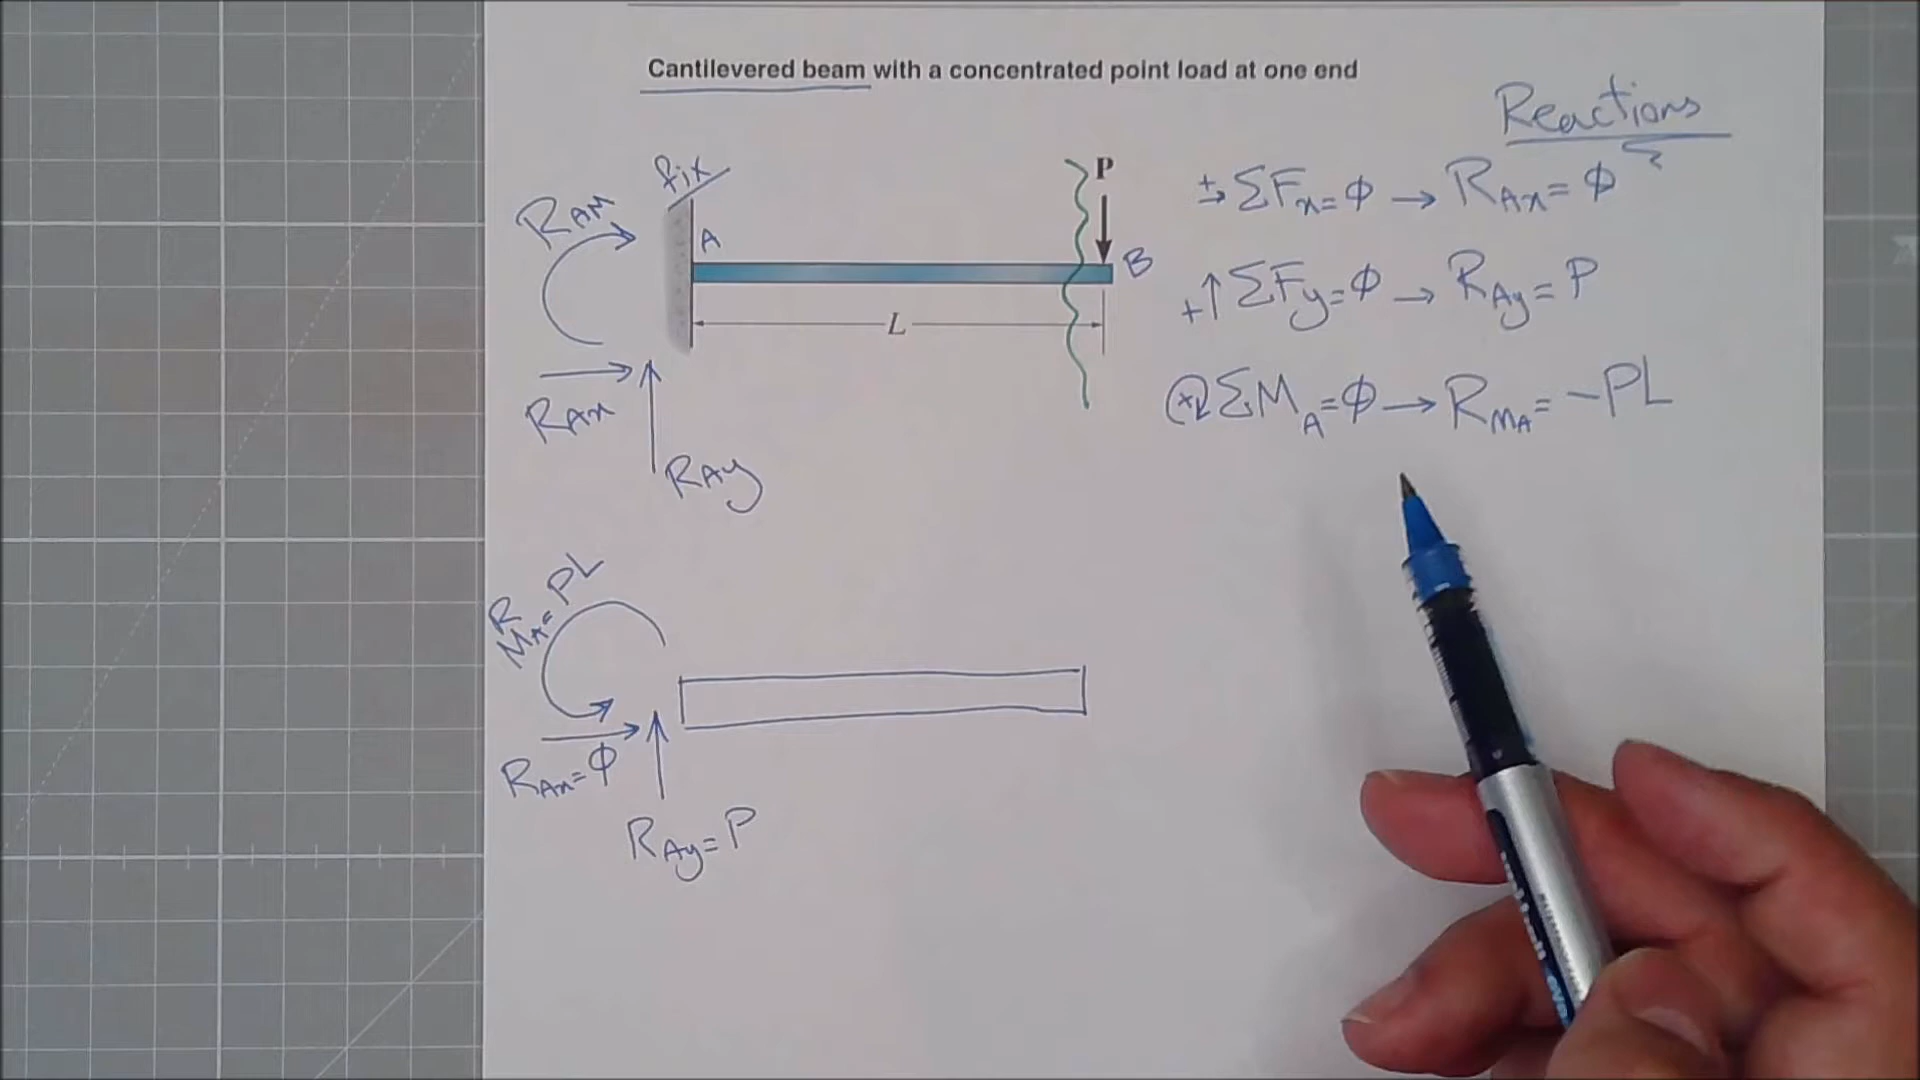 Cantilevered beam with a concentrated point load at one end
Reactions
fix
P
RAM
A
B
L
RAx
RAy
+→ ΣFx=ϕ → RAx=ϕ
+↑ ΣFy=ϕ → RAy=P
+ ΣMA=ϕ → RMA=-PL
RMA=PL
RAx=ϕ
RAy=P